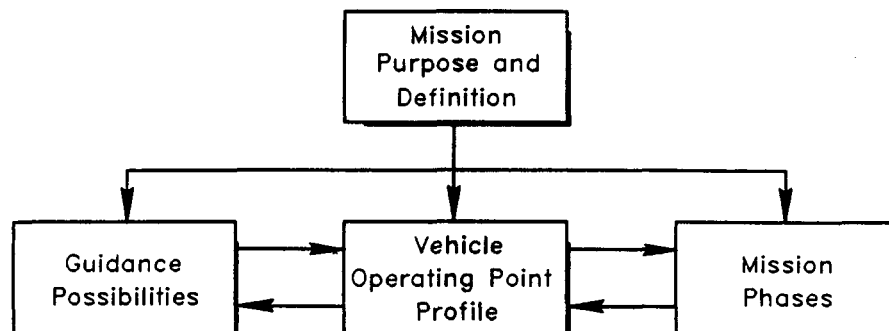 Mission
Purpose and
Definition
Guidance
Possibilities
Vehicle
Operating Point
Profile
Mission
Phases